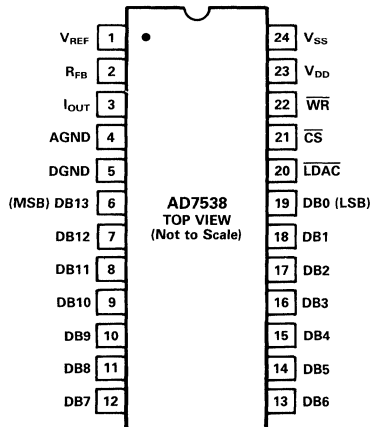 VREF 1 24 VSS
RFB 2 23 VDD
IOUT 3 22 WR
AGND 4 21 CS
DGND 5 20 LDAC
(MSB) DB13 6 19 DB0 (LSB)
AD7538
TOP VIEW
(Not to Scale)
DB12 7 18 DB1
DB11 8 17 DB2
DB10 9 16 DB3
DB9 10 15 DB4
DB8 11 14 DB5
DB7 12 13 DB6